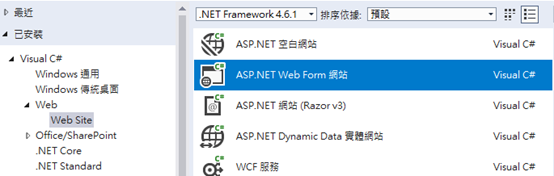 最近
已安裝
Visual C#
Windows 通用
Windows 傳統桌面
Web
Web Site
Office/SharePoint
.NET Core
.NET Standard
.NET Framework 4.6.1 排序依據: 預設
ASP.NET 空白網站 Visual C#
ASP.NET Web Form 網站 Visual C#
ASP.NET 網站 (Razor v3) Visual C#
ASP.NET Dynamic Data 實體網站 Visual C#
WCF 服務 Visual C#